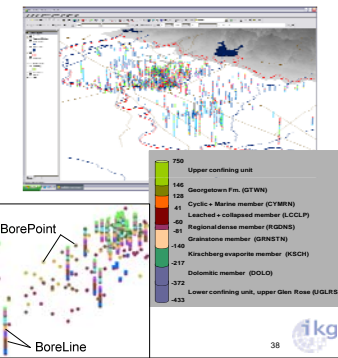 750
Upper confining unit
146
Georgetown Fm. (GTWN)
128
Cyclic + Marine member (CYMRN)
41
Leached + collapsed member (LCCLP)
-60
Regional dense member (RGDNS)
-81
Grainstone member (GRNSTN)
-140
Kirschberg evaporite member (KSCH)
-217
Dolomitic member (DOLO)
-372
Lower confining unit, upper Glen Rose (UGLRS)
-433
BorePoint
BoreLine
38
ikg